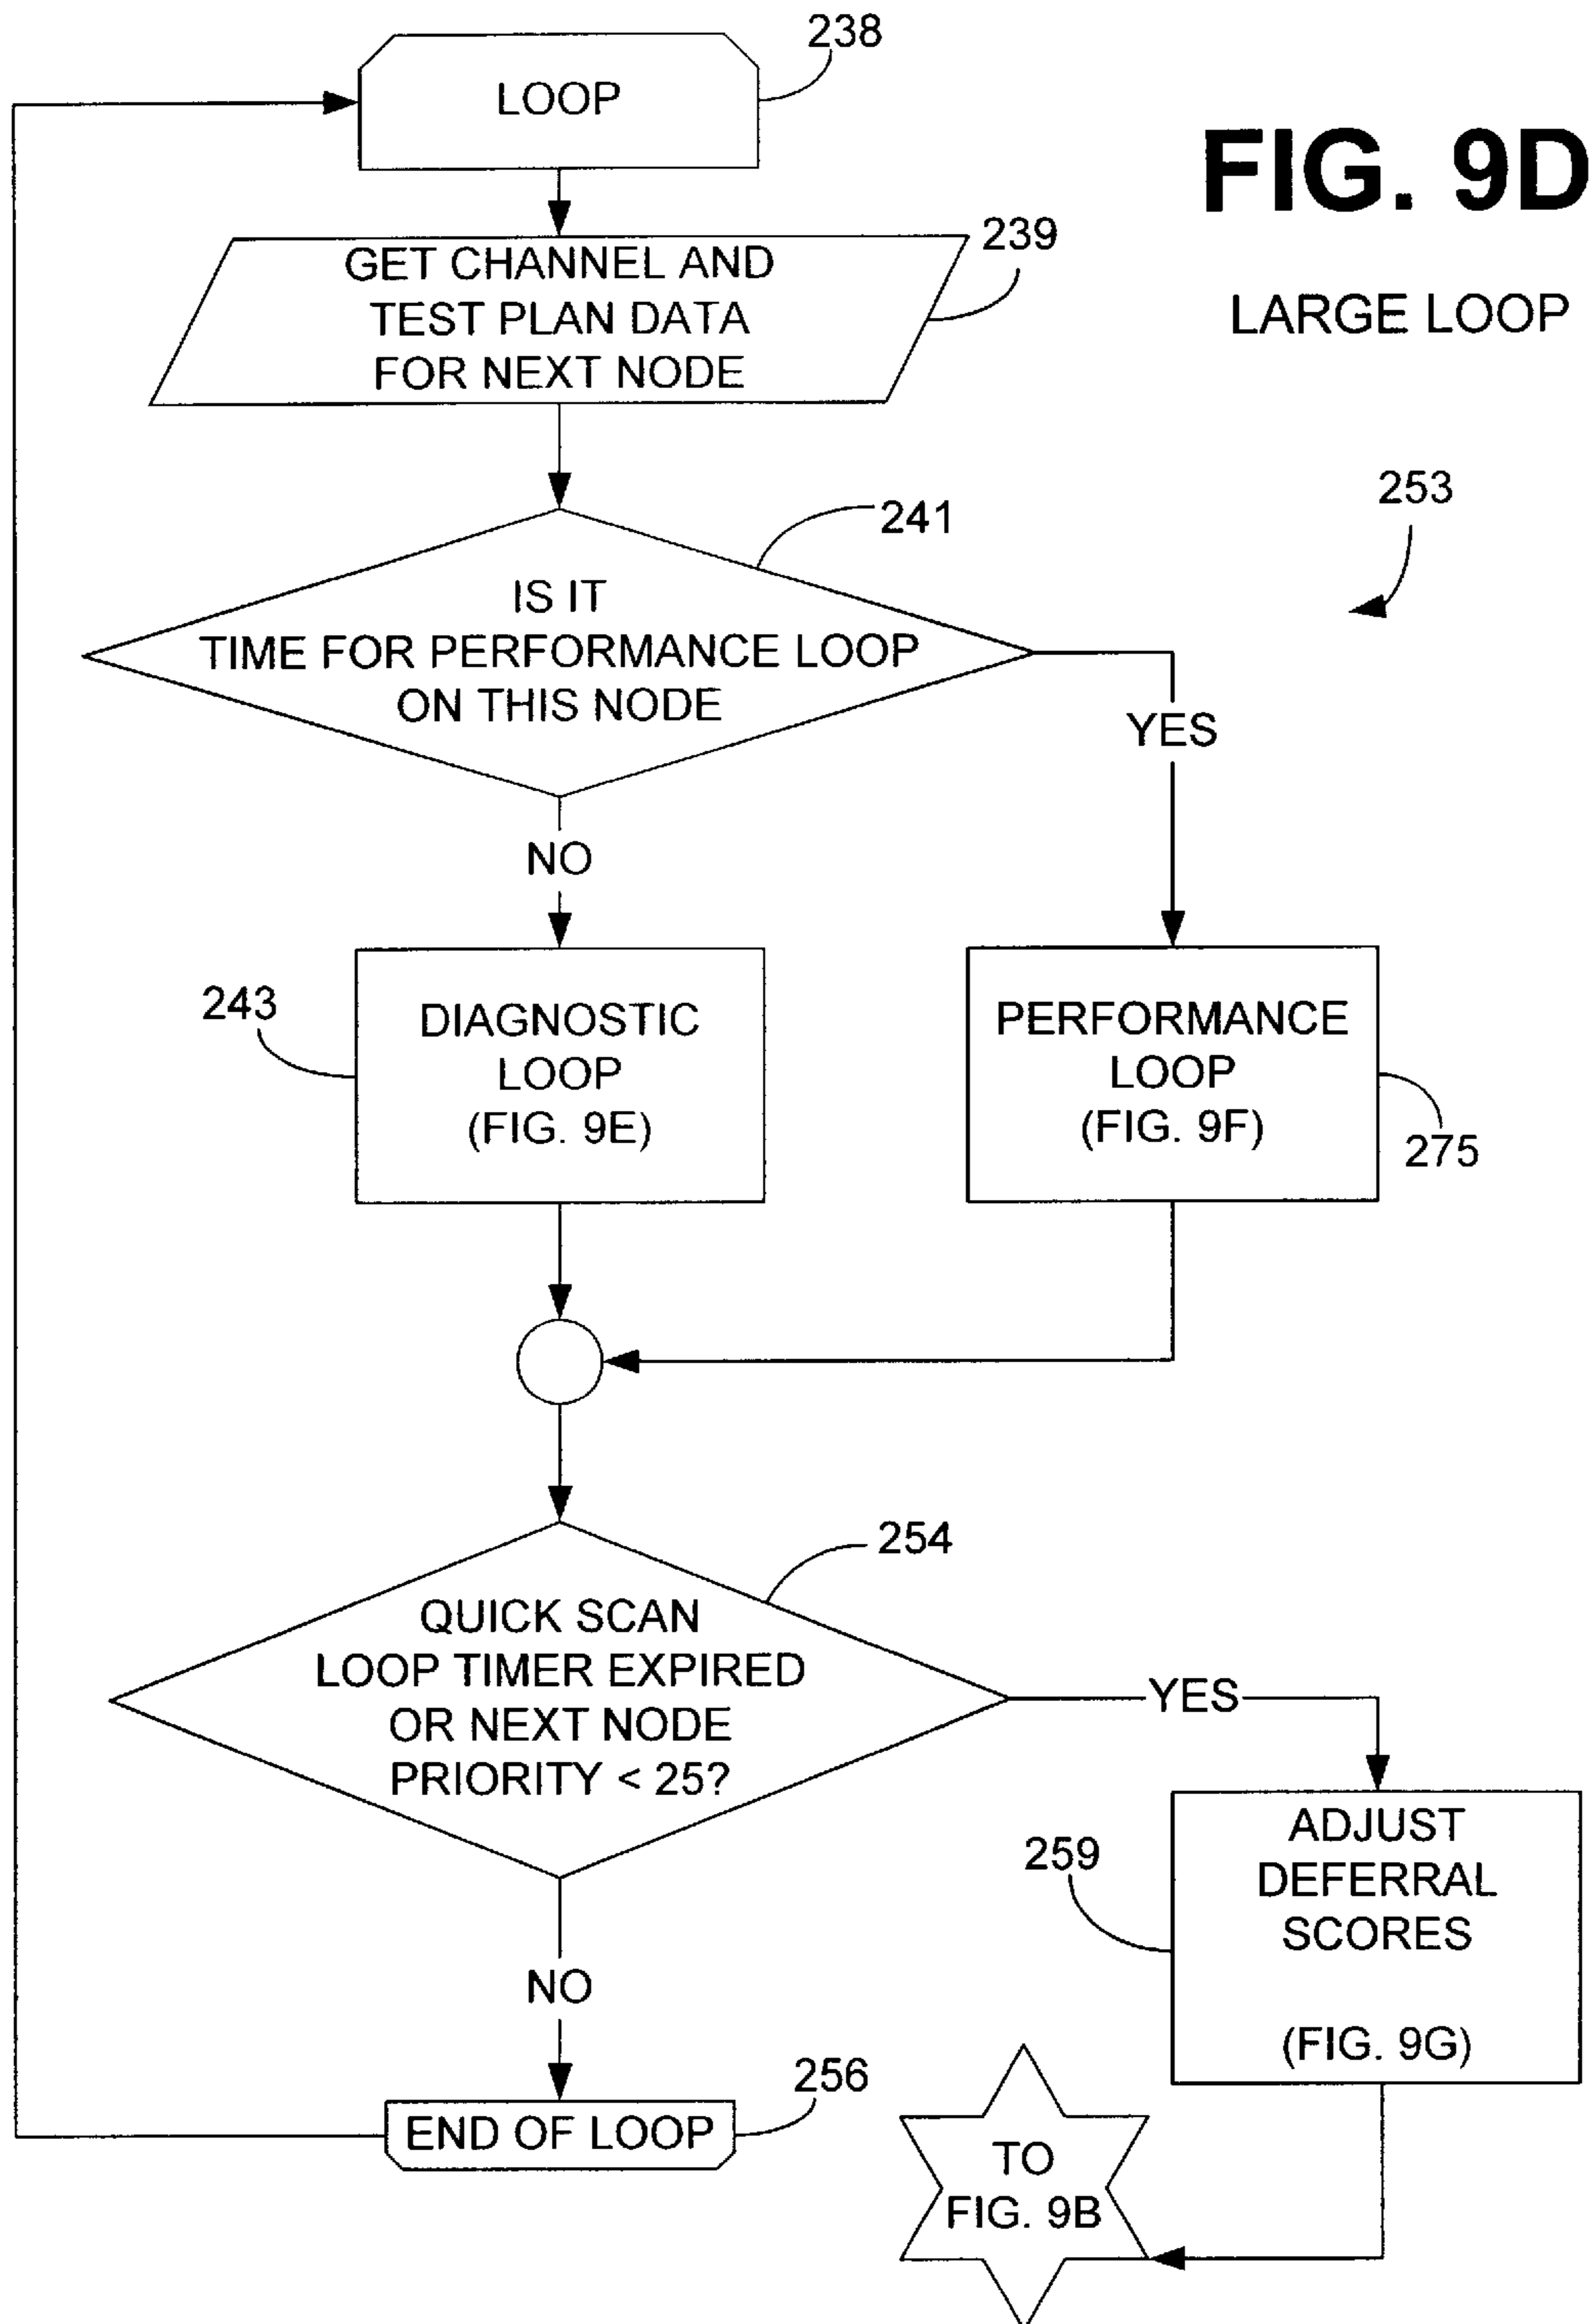 238
LOOP
FIG. 9D
239
GET CHANNEL AND
TEST PLAN DATA
FOR NEXT NODE
LARGE LOOP
253
241
IS IT
TIME FOR PERFORMANCE LOOP
ON THIS NODE
YES
NO
243
DIAGNOSTIC
LOOP
(FIG. 9E)
PERFORMANCE
LOOP
(FIG. 9F)
275
254
QUICK SCAN
LOOP TIMER EXPIRED
OR NEXT NODE
PRIORITY < 25?
YES
259
ADJUST
DEFERRAL
SCORES
(FIG. 9G)
NO
256
END OF LOOP
TO
FIG. 9B